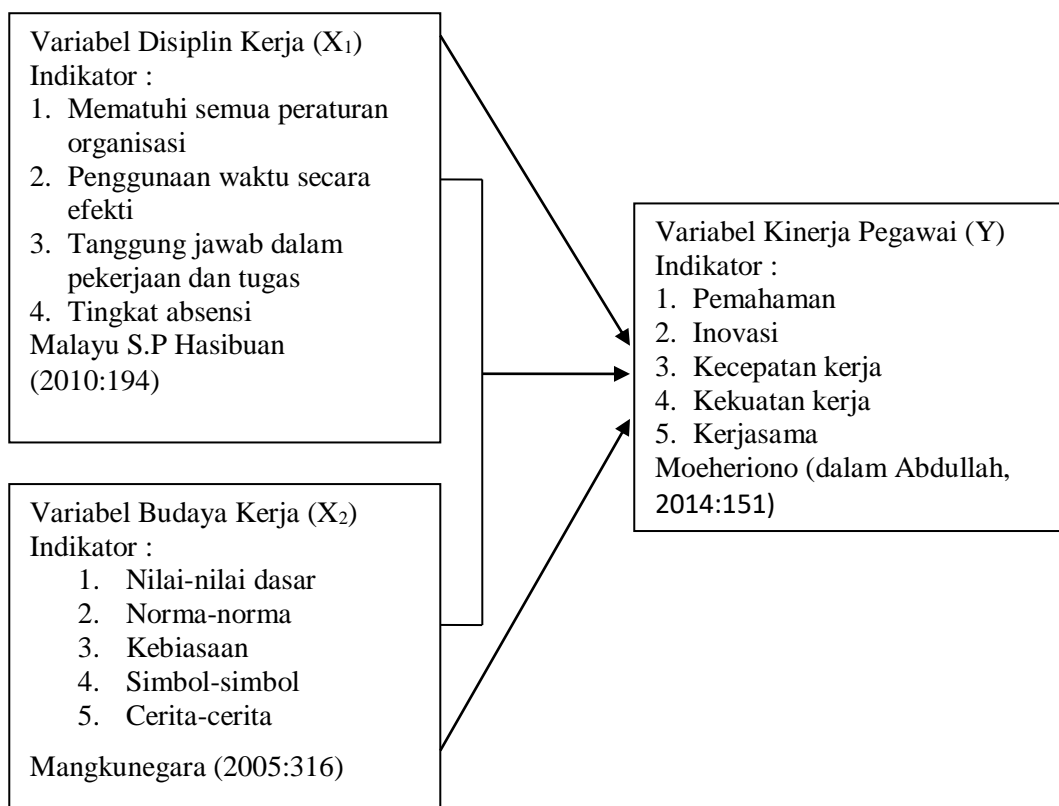 Variabel Disiplin Kerja (X₁)
Indikator :
1. Mematuhi semua peraturan
organisasi
2. Penggunaan waktu secara
efekti
3. Tanggung jawab dalam
pekerjaan dan tugas
4. Tingkat absensi
Malayu S.P Hasibuan
(2010:194)
Variabel Budaya Kerja (X₂)
Indikator :
1. Nilai-nilai dasar
2. Norma-norma
3. Kebiasaan
4. Simbol-simbol
5. Cerita-cerita
Mangkunegara (2005:316)
Variabel Kinerja Pegawai (Y)
Indikator :
1. Pemahaman
2. Inovasi
3. Kecepatan kerja
4. Kekuatan kerja
5. Kerjasama
Moeheriono (dalam Abdullah,
2014:151)